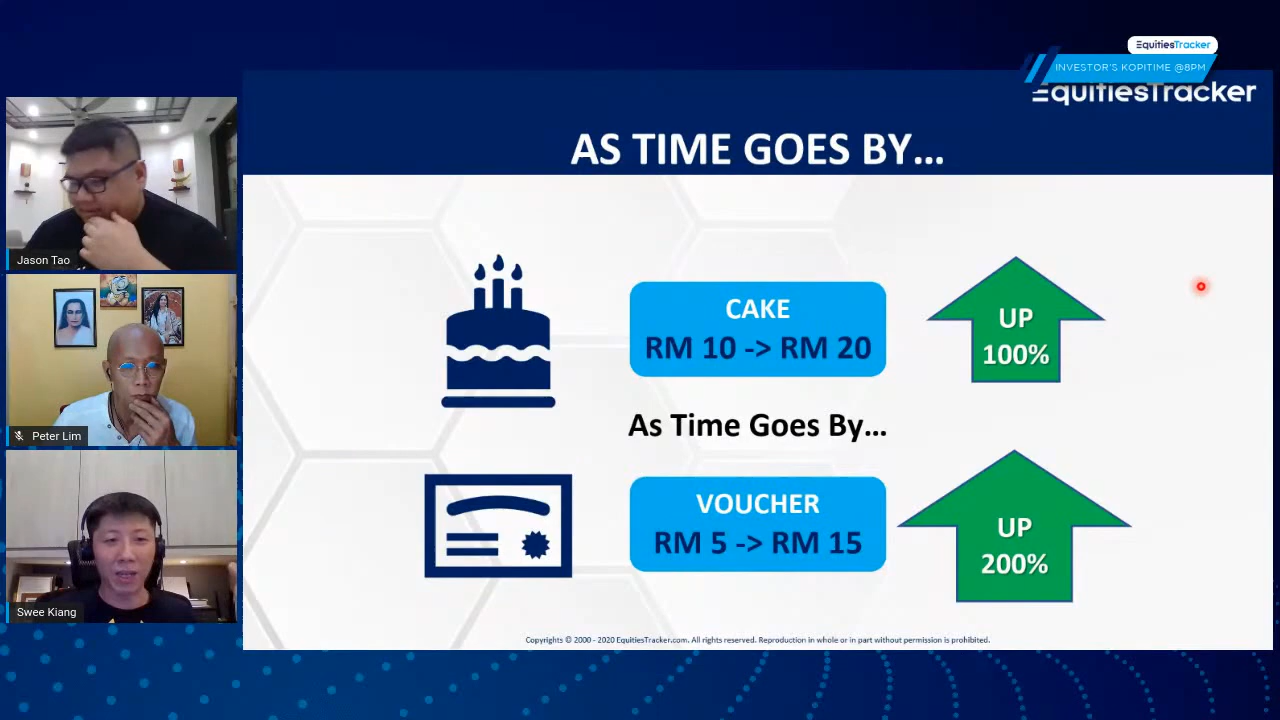 EquitiesTracker
INVESTOR'S KOPITIME @8PM
EquitiesTracker
AS TIME GOES BY...
Jason Tao
Peter Lim
Swee Kiang
CAKE
RM 10 -> RM 20
UP
100%
As Time Goes By...
VOUCHER
RM 5 -> RM 15
UP
200%
Copyrights © 2000 - 2020 EquitiesTracker.com. All rights reserved. Reproduction in whole or in part without permission is prohibited.